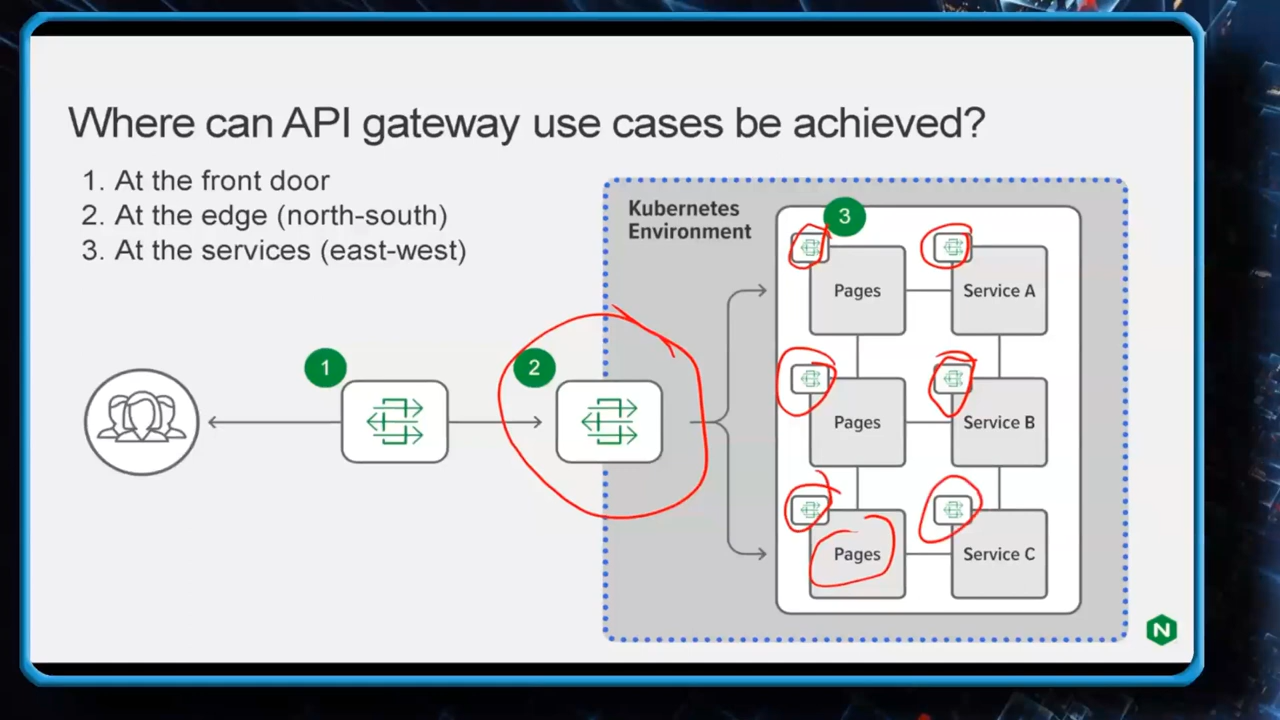 Where can API gateway use cases be achieved?
1. At the front door
2. At the edge (north-south)
3. At the services (east-west)
Kubernetes
Environment
3
Pages
Service A
1
2
Pages
Service B
Pages
Service C
N